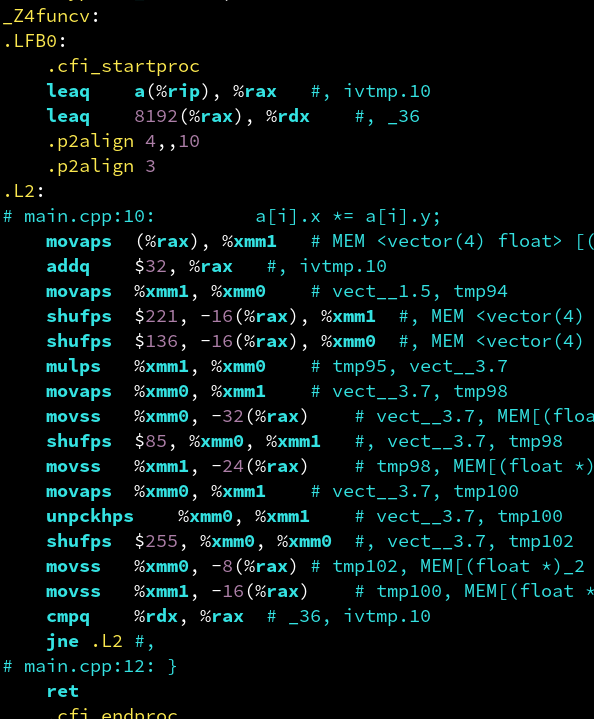 _Z4funcv:
.LFB0:
    .cfi_startproc
    leaq    a(%rip), %rax   #, ivtmp.10
    leaq    8192(%rax), %rdx    #, _36
    .p2align 4,,10
    .p2align 3
.L2:
# main.cpp:10:         a[i].x *= a[i].y;
    movaps  (%rax), %xmm1   # MEM <vector(4) float> [(
    addq    $32, %rax   #, ivtmp.10
    movaps  %xmm1, %xmm0    # vect__1.5, tmp94
    shufps  $221, -16(%rax), %xmm1  #, MEM <vector(4)
    shufps  $136, -16(%rax), %xmm0  #, MEM <vector(4)
    mulps   %xmm1, %xmm0    # tmp95, vect__3.7
    movaps  %xmm0, %xmm1    # vect__3.7, tmp98
    movss   %xmm0, -32(%rax)    # vect__3.7, MEM[(floa
    shufps  $85, %xmm0, %xmm1   #, vect__3.7, tmp98
    movss   %xmm1, -24(%rax)    # tmp98, MEM[(float *)
    movaps  %xmm0, %xmm1    # vect__3.7, tmp100
    unpckhps    %xmm0, %xmm1    # vect__3.7, tmp100
    shufps  $255, %xmm0, %xmm0  #, vect__3.7, tmp102
    movss   %xmm0, -8(%rax) # tmp102, MEM[(float *)_2
    movss   %xmm1, -16(%rax)    # tmp100, MEM[(float *
    cmpq    %rdx, %rax  # _36, ivtmp.10
    jne .L2 #,
# main.cpp:12: }
    ret
    .cfi_endproc